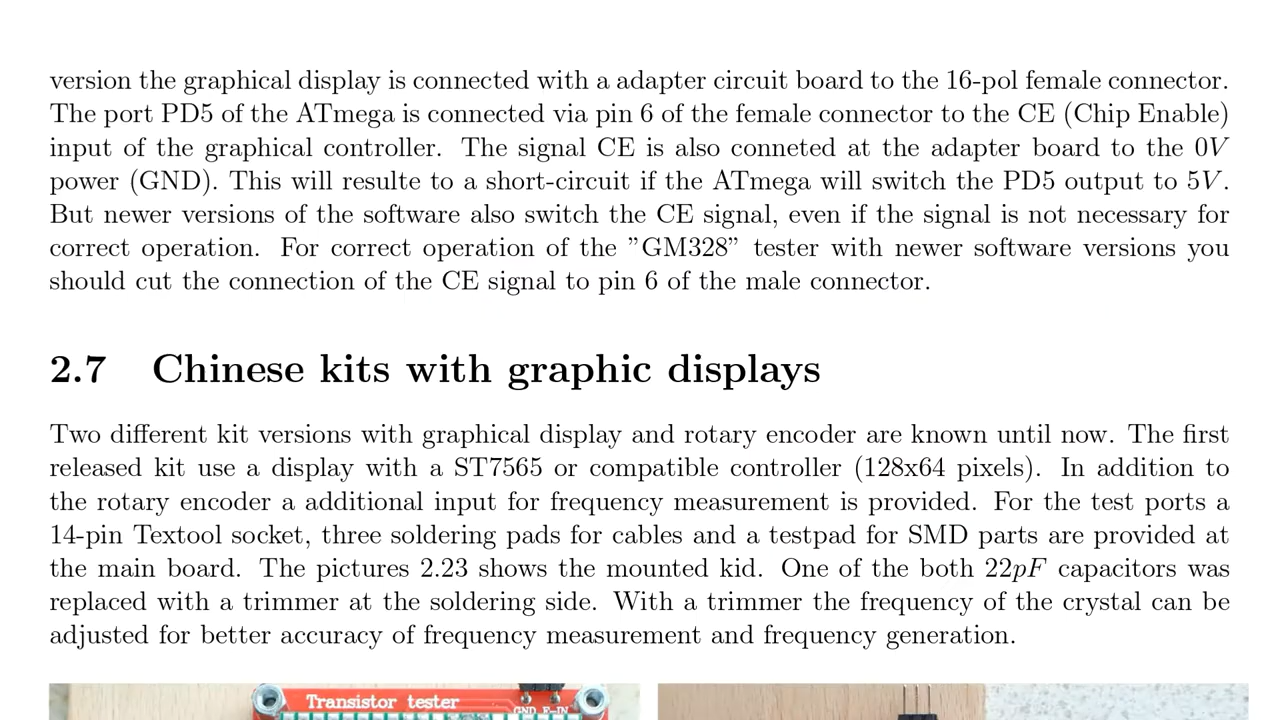 version the graphical display is connected with a adapter circuit board to the 16-pol female connector.
The port PD5 of the ATmega is connected via pin 6 of the female connector to the CE (Chip Enable)
input of the graphical controller. The signal CE is also conneted at the adapter board to the 0V
power (GND). This will resulte to a short-circuit if the ATmega will switch the PD5 output to 5V.
But newer versions of the software also switch the CE signal, even if the signal is not necessary for
correct operation. For correct operation of the ”GM328” tester with newer software versions you
should cut the connection of the CE signal to pin 6 of the male connector.
2.7 Chinese kits with graphic displays
Two different kit versions with graphical display and rotary encoder are known until now. The first
released kit use a display with a ST7565 or compatible controller (128x64 pixels). In addition to
the rotary encoder a additional input for frequency measurement is provided. For the test ports a
14-pin Textool socket, three soldering pads for cables and a testpad for SMD parts are provided at
the main board. The pictures 2.23 shows the mounted kid. One of the both 22pF capacitors was
replaced with a trimmer at the soldering side. With a trimmer the frequency of the crystal can be
adjusted for better accuracy of frequency measurement and frequency generation.
Transistor tester
GND F-IN